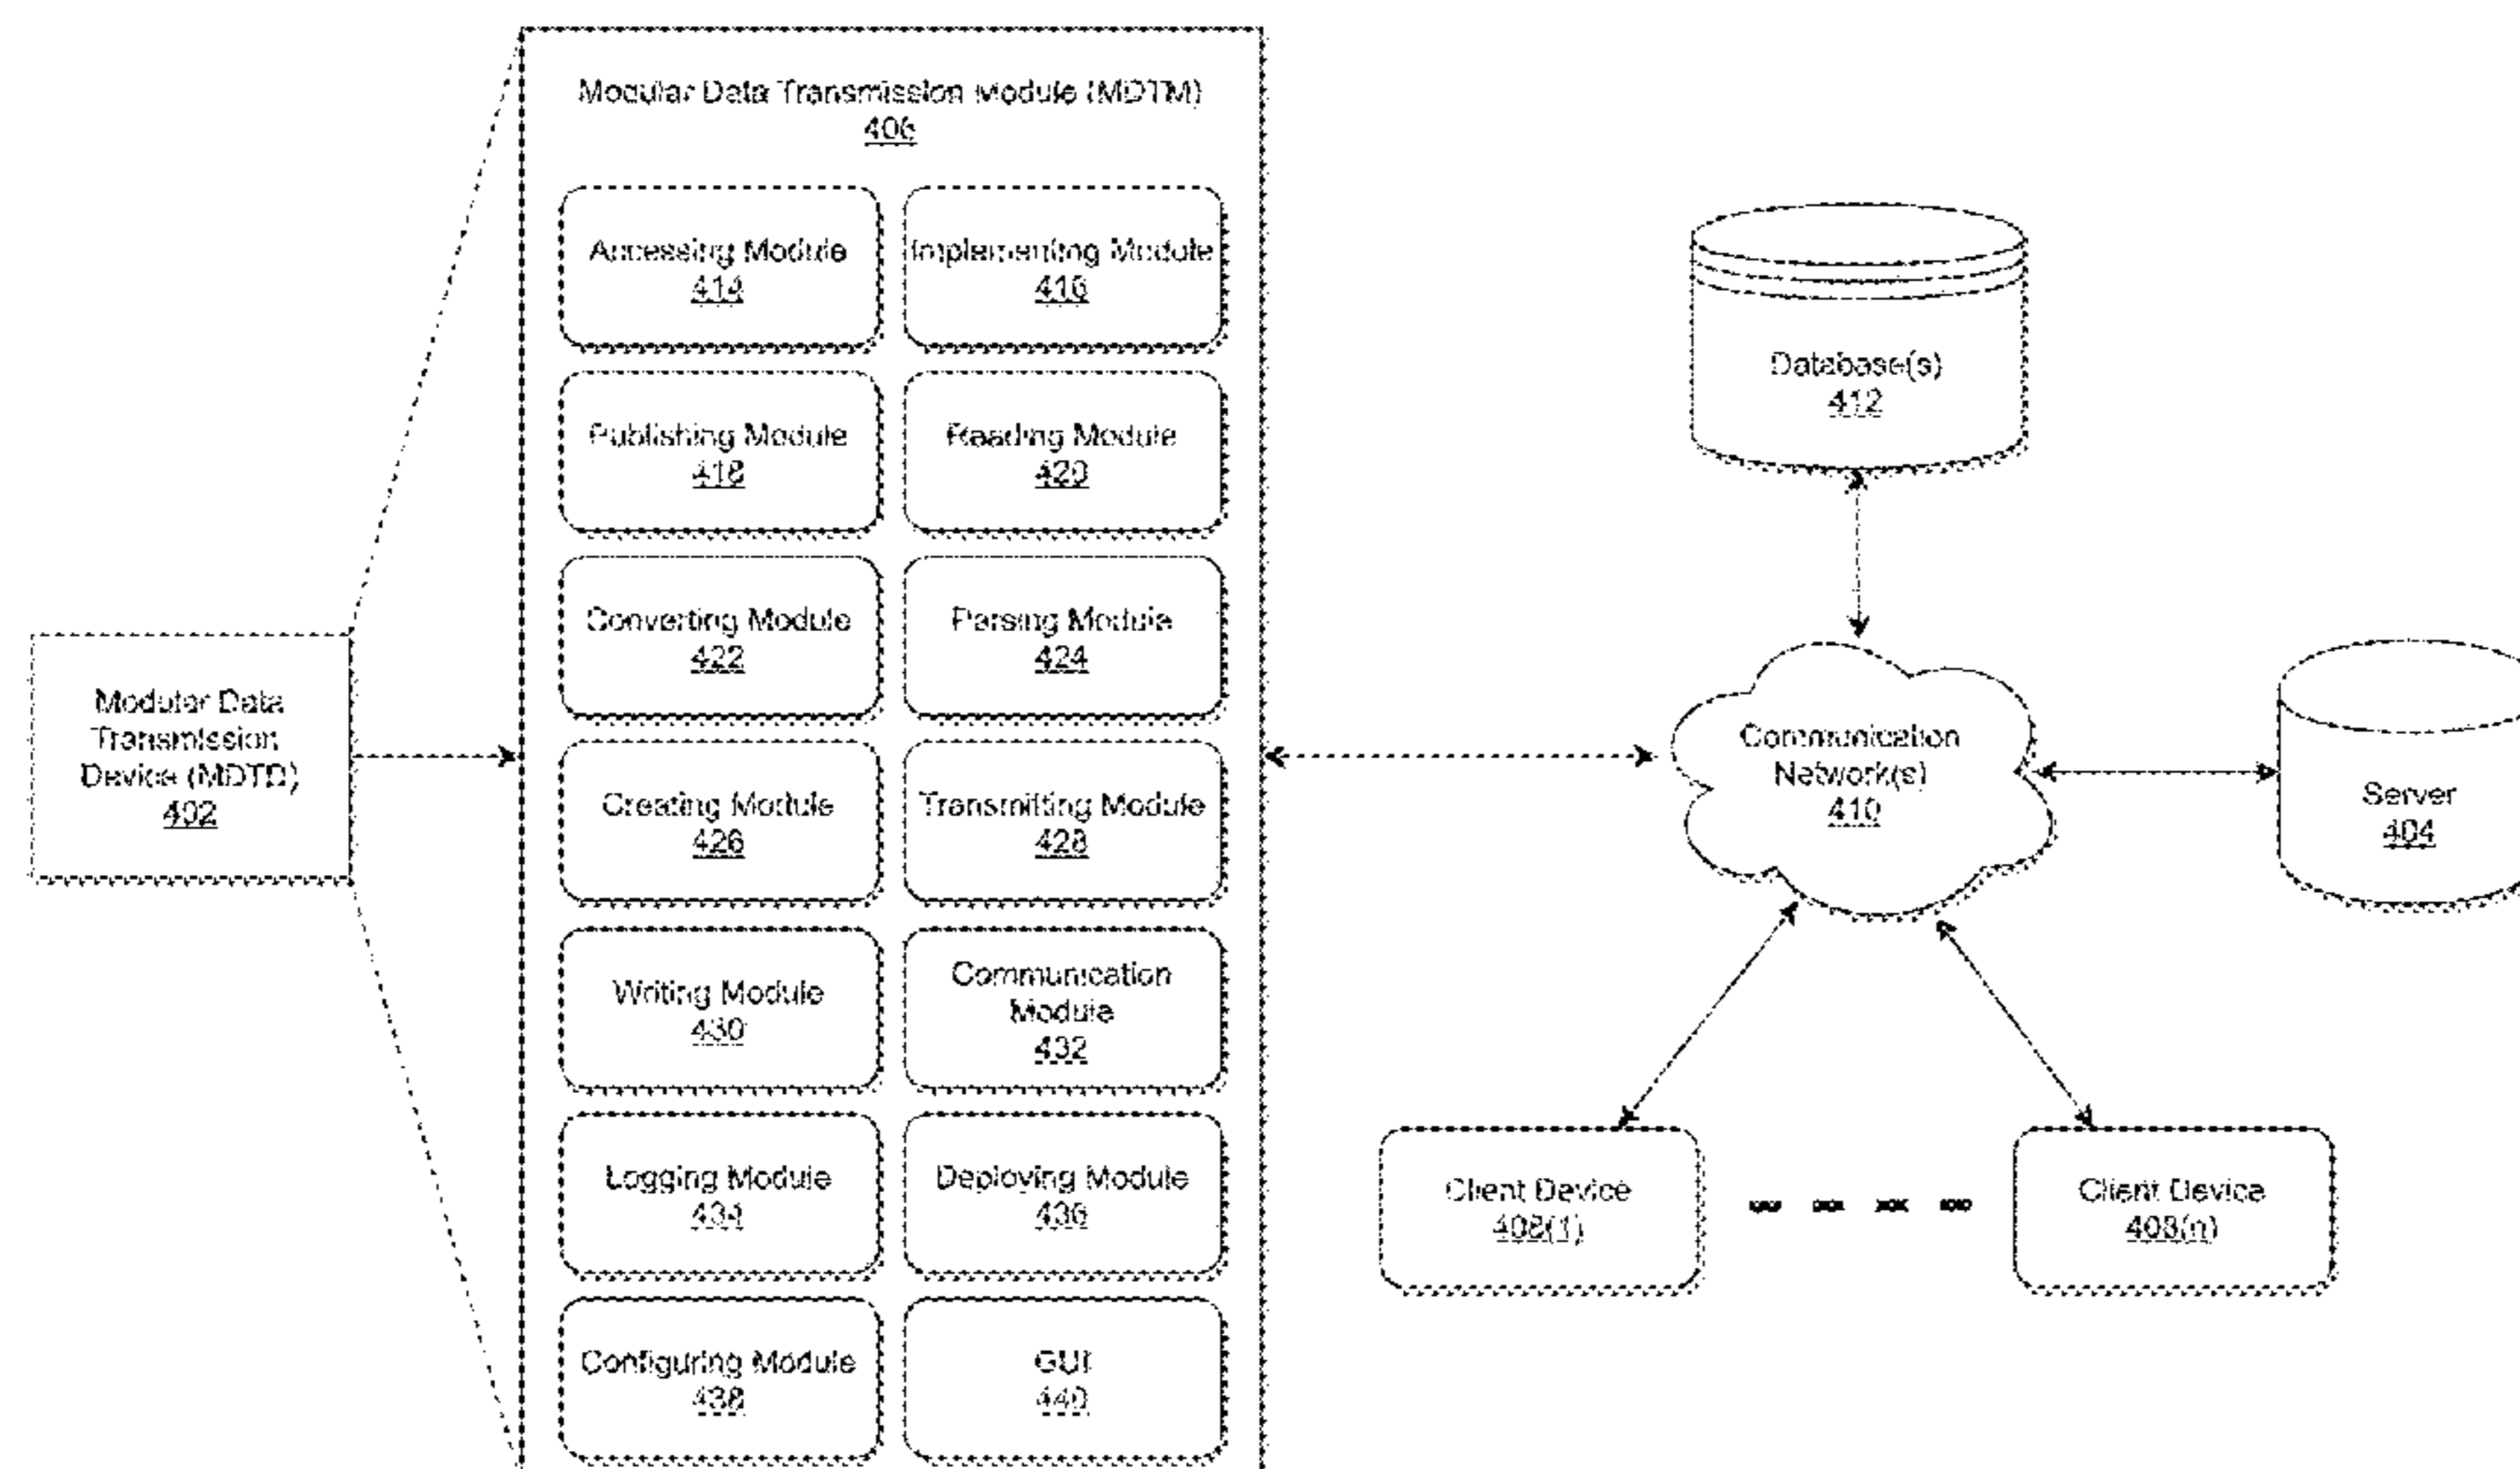 Modular Data Transmission Module (MDTM)
406
Accessing Module
414
Implementing Module
416
Publishing Module
418
Reading Module
420
Converting Module
422
Parsing Module
424
Creating Module
426
Transmitting Module
428
Writing Module
430
Communication
Module
432
Logging Module
434
Deploying Module
436
Configuring Module
438
GUI
440
Modular Data
Transmission
Device (MDTD)
402
Database(s)
412
Communication
Network(s)
410
Server
404
Client Device
408(1)
Client Device
408(n)